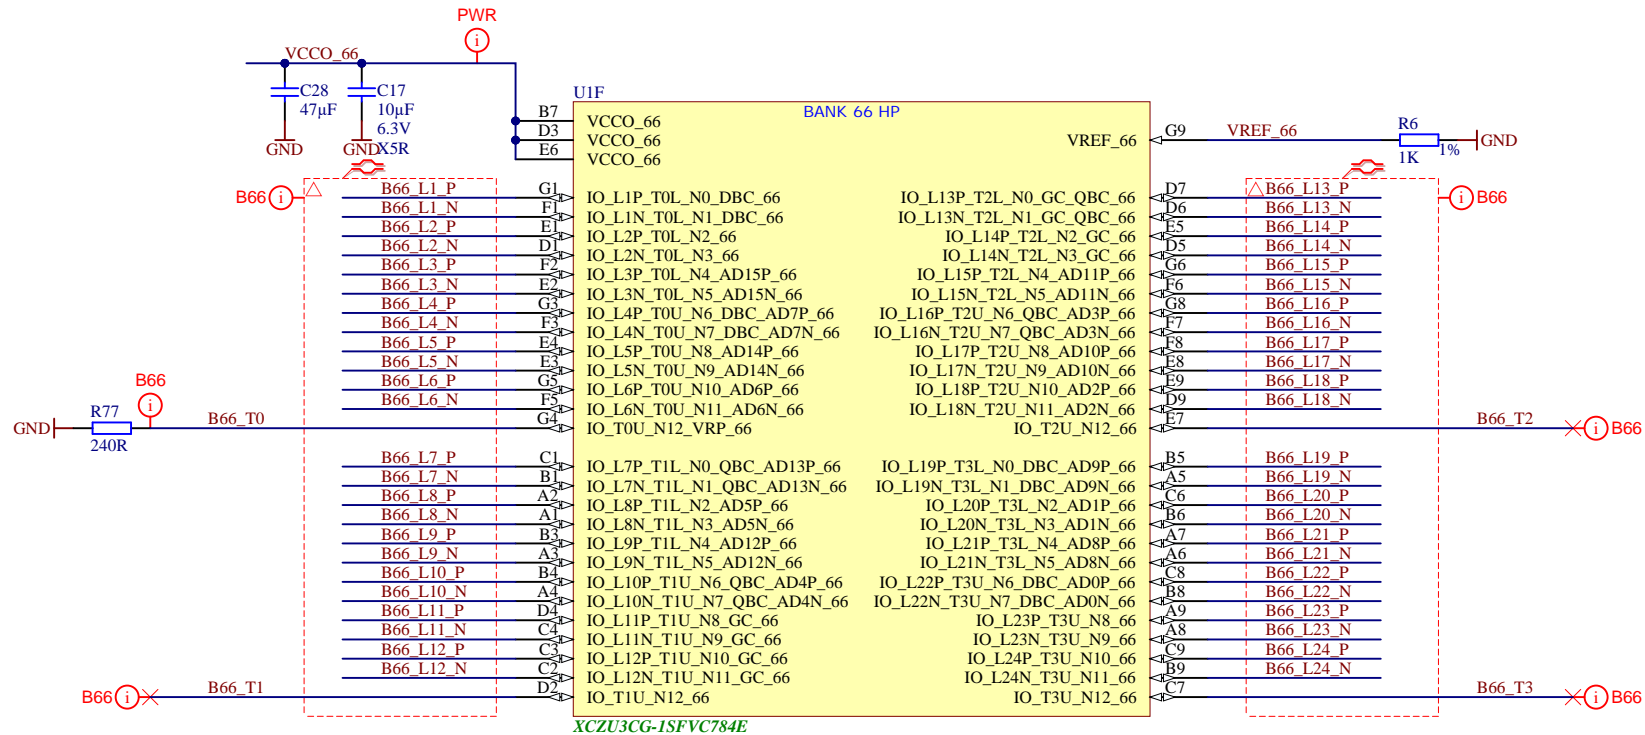 PWR
VCCO_66
C28
47µF
GND
C17
10µF
6.3V
X5R
GND
U1F
BANK 66 HP
B7 VCCO_66
D3 VCCO_66
E6 VCCO_66
VREF_66 G9 VREF_66
R6
1K
1%
GND
B66
B66
B66_L1_P G1 IO_L1P_T0L_N0_DBC_66 IO_L13P_T2L_N0_GC_QBC_66 D7 B66_L13_P
B66_L1_N F1 IO_L1N_T0L_N1_DBC_66 IO_L13N_T2L_N1_GC_QBC_66 D6 B66_L13_N
B66_L2_P E1 IO_L2P_T0L_N2_66 IO_L14P_T2L_N2_GC_66 E5 B66_L14_P
B66_L2_N D1 IO_L2N_T0L_N3_66 IO_L14N_T2L_N3_GC_66 D5 B66_L14_N
B66_L3_P F2 IO_L3P_T0L_N4_AD15P_66 IO_L15P_T2L_N4_AD11P_66 G6 B66_L15_P
B66_L3_N E2 IO_L3N_T0L_N5_AD15N_66 IO_L15N_T2L_N5_AD11N_66 F6 B66_L15_N
B66_L4_P G3 IO_L4P_T0U_N6_DBC_AD7P_66 IO_L16P_T2U_N6_QBC_AD3P_66 G8 B66_L16_P
B66_L4_N F3 IO_L4N_T0U_N7_DBC_AD7N_66 IO_L16N_T2U_N7_QBC_AD3N_66 F7 B66_L16_N
B66_L5_P E4 IO_L5P_T0U_N8_AD14P_66 IO_L17P_T2U_N8_AD10P_66 F8 B66_L17_P
B66_L5_N E3 IO_L5N_T0U_N9_AD14N_66 IO_L17N_T2U_N9_AD10N_66 E8 B66_L17_N
B66_L6_P G5 IO_L6P_T0U_N10_AD6P_66 IO_L18P_T2U_N10_AD2P_66 E9 B66_L18_P
B66_L6_N F5 IO_L6N_T0U_N11_AD6N_66 IO_L18N_T2U_N11_AD2N_66 D9 B66_L18_N
B66
GND
R77
240R
B66_T0 G4 IO_T0U_N12_VRP_66 IO_T2U_N12_66 E7 B66_T2 B66
B66_L7_P C1 IO_L7P_T1L_N0_QBC_AD13P_66 IO_L19P_T3L_N0_DBC_AD9P_66 B5 B66_L19_P
B66_L7_N B1 IO_L7N_T1L_N1_QBC_AD13N_66 IO_L19N_T3L_N1_DBC_AD9N_66 A5 B66_L19_N
B66_L8_P A2 IO_L8P_T1L_N2_AD5P_66 IO_L20P_T3L_N2_AD1P_66 C6 B66_L20_P
B66_L8_N A1 IO_L8N_T1L_N3_AD5N_66 IO_L20N_T3L_N3_AD1N_66 B6 B66_L20_N
B66_L9_P B3 IO_L9P_T1L_N4_AD12P_66 IO_L21P_T3L_N4_AD8P_66 A7 B66_L21_P
B66_L9_N A3 IO_L9N_T1L_N5_AD12N_66 IO_L21N_T3L_N5_AD8N_66 A6 B66_L21_N
B66_L10_P B4 IO_L10P_T1U_N6_QBC_AD4P_66 IO_L22P_T3U_N6_DBC_AD0P_66 C8 B66_L22_P
B66_L10_N A4 IO_L10N_T1U_N7_QBC_AD4N_66 IO_L22N_T3U_N7_DBC_AD0N_66 B8 B66_L22_N
B66_L11_P D4 IO_L11P_T1U_N8_GC_66 IO_L23P_T3U_N8_66 A9 B66_L23_P
B66_L11_N C4 IO_L11N_T1U_N9_GC_66 IO_L23N_T3U_N9_66 A8 B66_L23_N
B66_L12_P C3 IO_L12P_T1U_N10_GC_66 IO_L24P_T3U_N10_66 C9 B66_L24_P
B66_L12_N C2 IO_L12N_T1U_N11_GC_66 IO_L24N_T3U_N11_66 B9 B66_L24_N
B66 B66_T1 D2 IO_T1U_N12_66 IO_T3U_N12_66 C7 B66_T3 B66
XCZU3CG-1SFVC784E